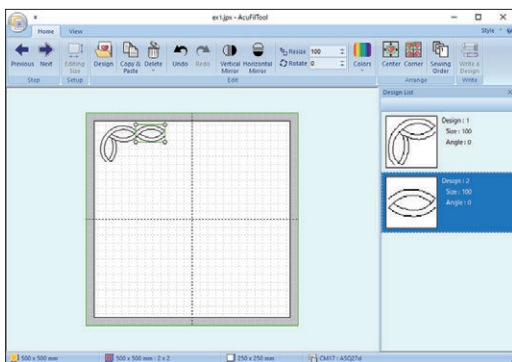 ex1.jpx - AcuFilTool
Home View Style
Previous Next Editing Size Design Copy & Paste Delete Undo Redo Vertical Mirror Horizontal Mirror Resize 100 Rotate 0 Colors Center Corner Sewing Order Write a Design
Step Setup Edit Arrange Write
Design List
Design : 1
Size : 100
Angle : 0
Design : 2
Size : 100
Angle : 0
500 x 500 mm 500 x 500 mm : 2 x 2 250 x 250 mm CM17 : ASQ27d